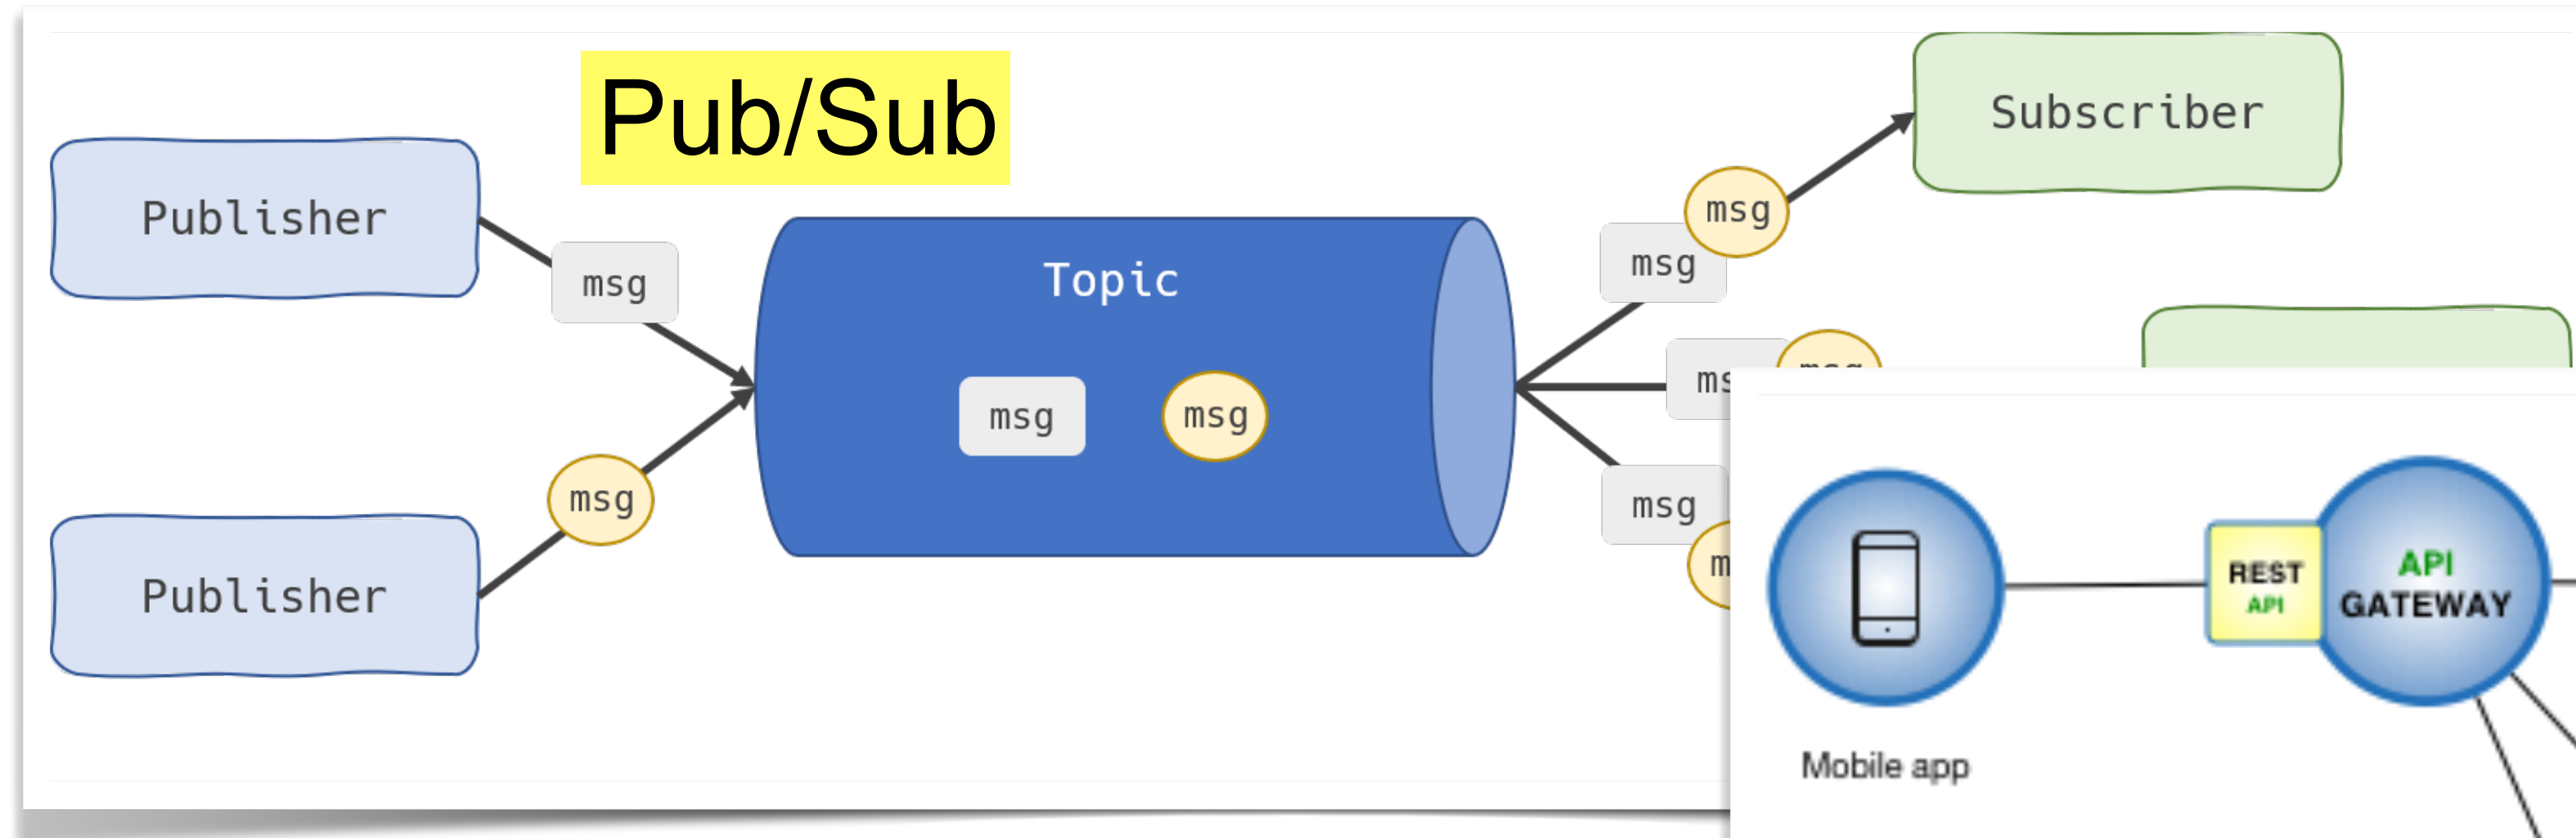 Pub/Sub
Subscriber
Publisher
msg
msg
msg
Topic
msg
msg
msg
msg
msg
Publisher
REST
API
API
GATEWAY
Mobile app